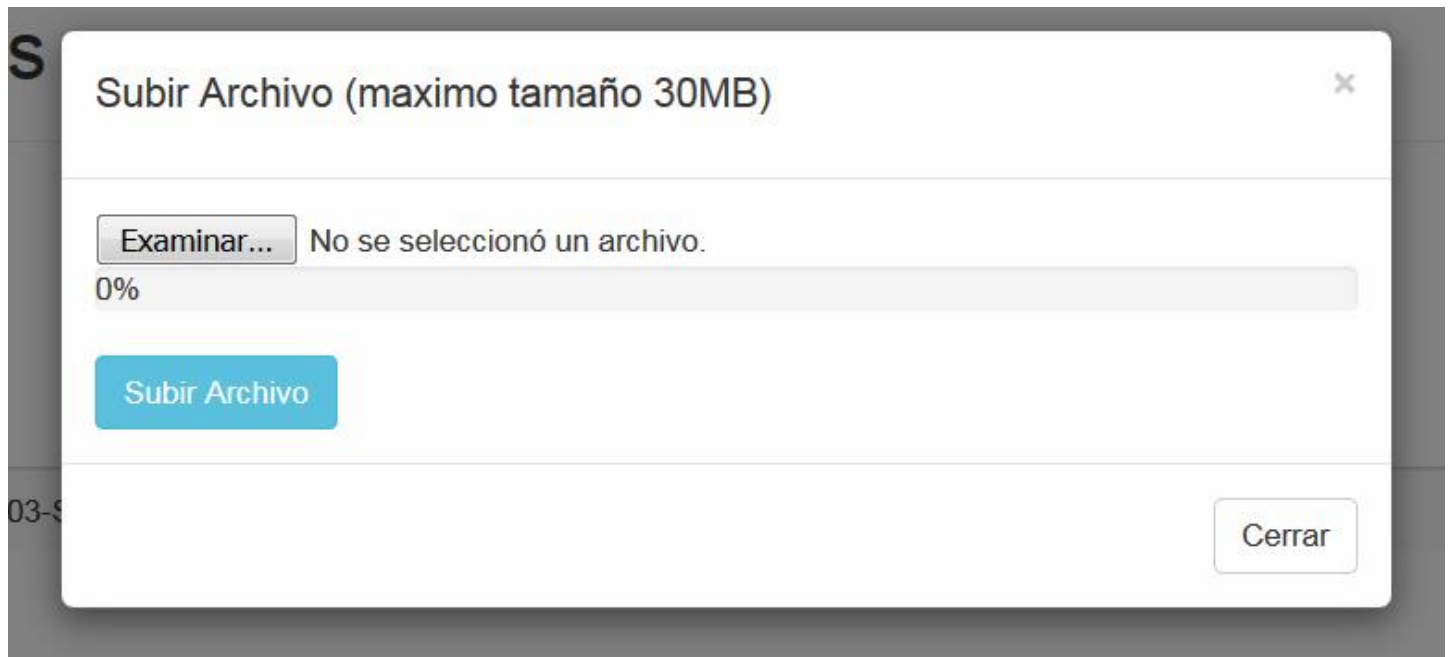 S
Subir Archivo (maximo tamaño 30MB)
×
Examinar... No se seleccionó un archivo.
0%
Subir Archivo
03-S
Cerrar